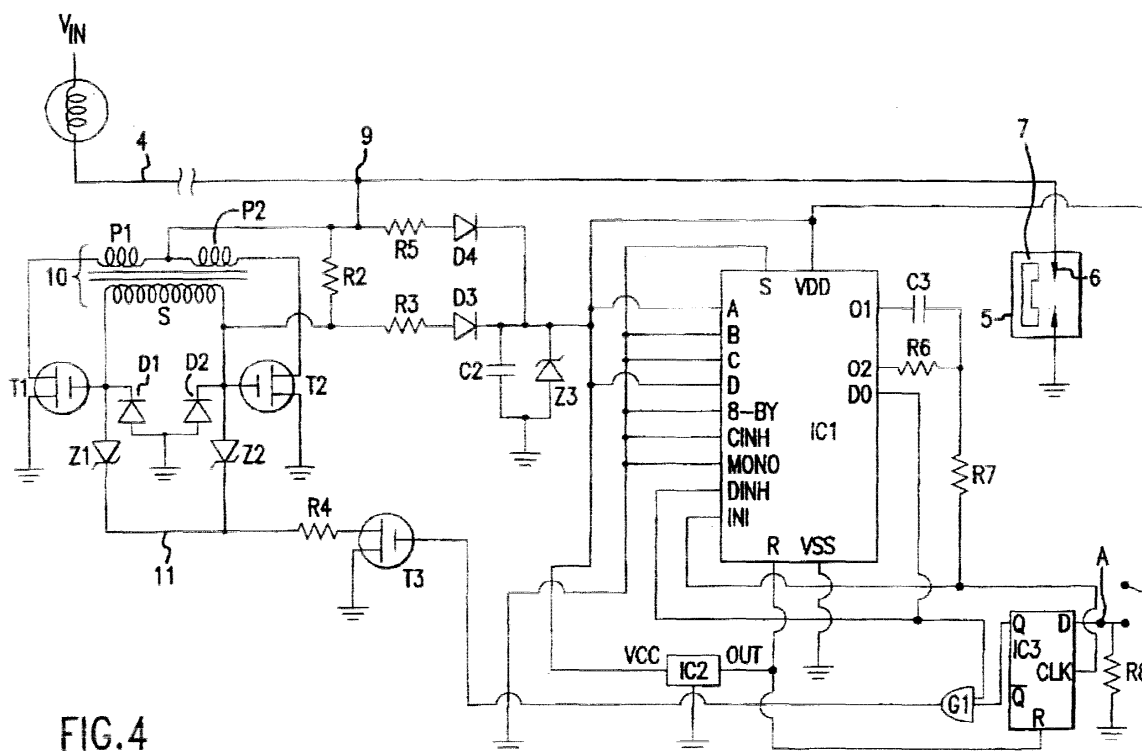 V_IN
4
9
7
P1
P2
10
S
R2
R5
D4
R3
D3
C2
Z3
T1
D1
D2
T2
Z1
Z2
R4
T3
11
S
VDD
A
B
C
D
8-BY
CINH
MONO
DINH
INI
R
VSS
IC1
O1
O2
DO
C3
R6
R7
5
6
VCC
IC2
OUT
G1
Q
D
IC3
CLK
Q̅
R
A
R8
FIG.4